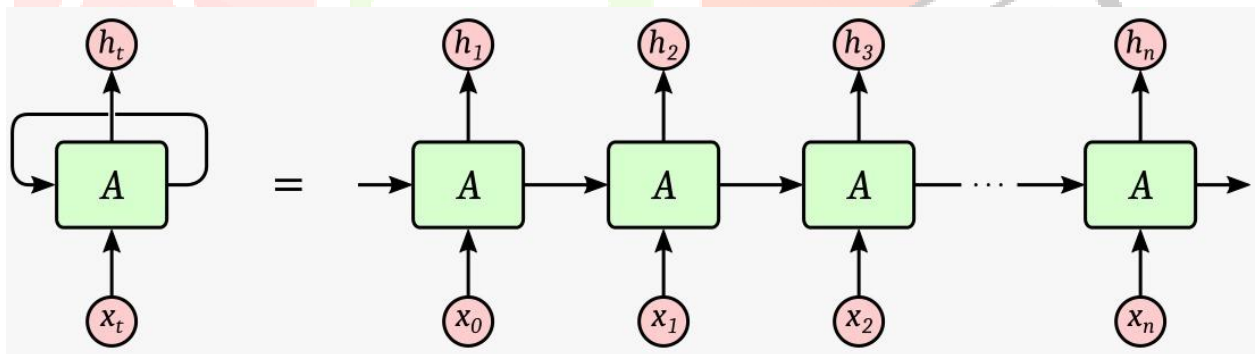 h_t h_1 h_2 h_3 h_n
A = A A A ... A
x_t x_0 x_1 x_2 x_n